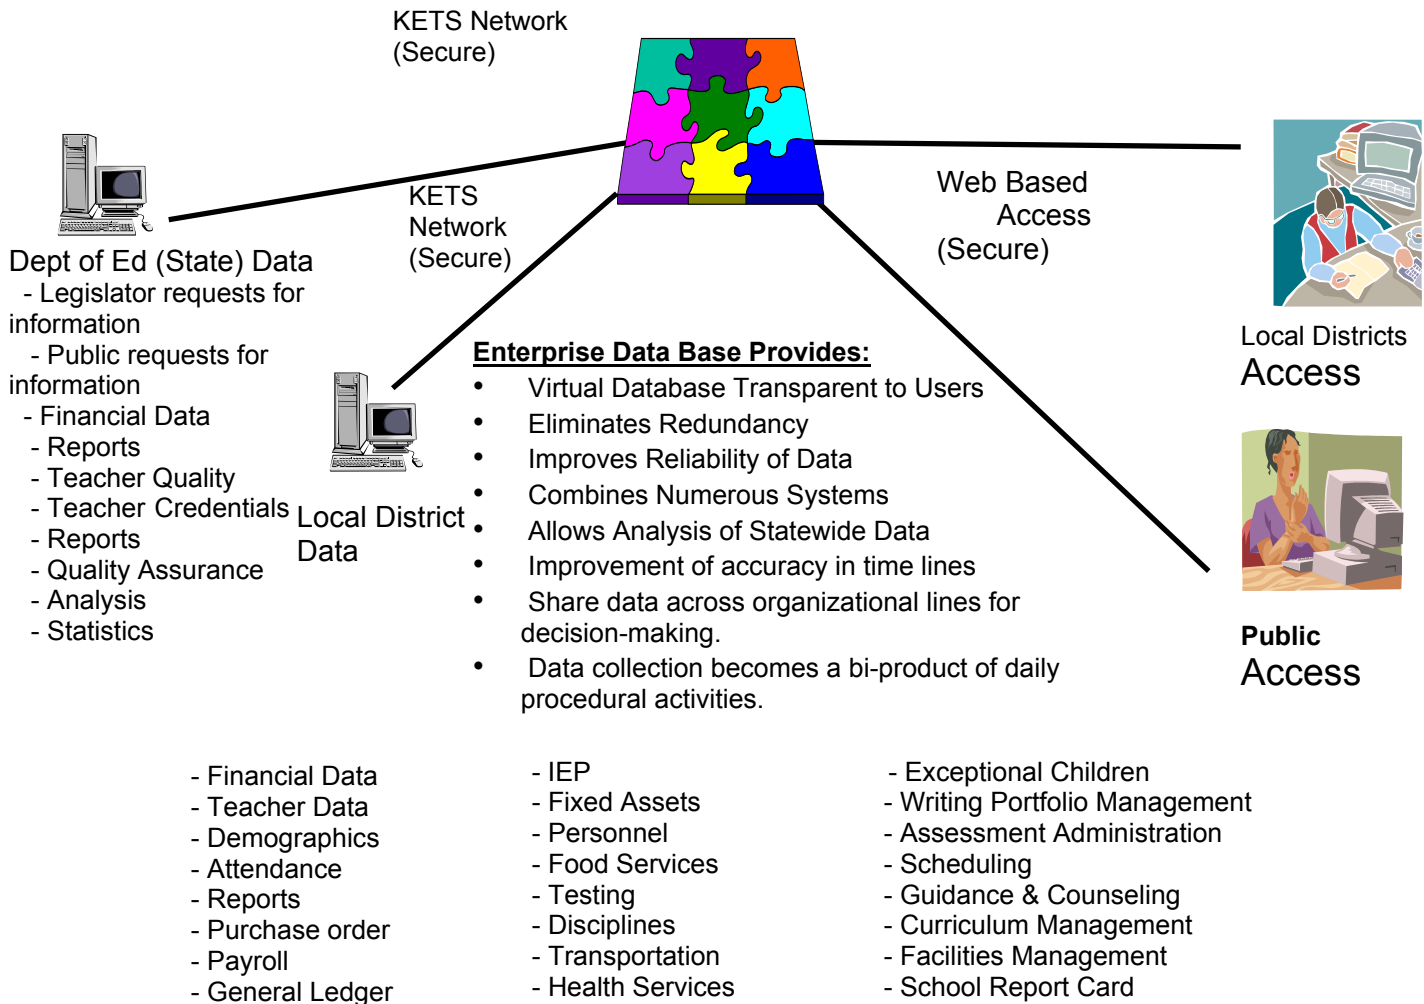 KETS Network
(Secure)
KETS
Network
(Secure)
Web Based
Access
(Secure)
Dept of Ed (State) Data
- Legislator requests for
information
- Public requests for
information
- Financial Data
- Reports
- Teacher Quality
- Teacher Credentials
- Reports
- Quality Assurance
- Analysis
- Statistics
Local District
Data
Enterprise Data Base Provides:
• Virtual Database Transparent to Users
• Eliminates Redundancy
• Improves Reliability of Data
• Combines Numerous Systems
• Allows Analysis of Statewide Data
• Improvement of accuracy in time lines
• Share data across organizational lines for
decision-making.
• Data collection becomes a bi-product of daily
procedural activities.
Local Districts
Access
Public
Access
- Financial Data
- Teacher Data
- Demographics
- Attendance
- Reports
- Purchase order
- Payroll
- General Ledger
- IEP
- Fixed Assets
- Personnel
- Food Services
- Testing
- Disciplines
- Transportation
- Health Services
- Exceptional Children
- Writing Portfolio Management
- Assessment Administration
- Scheduling
- Guidance & Counseling
- Curriculum Management
- Facilities Management
- School Report Card